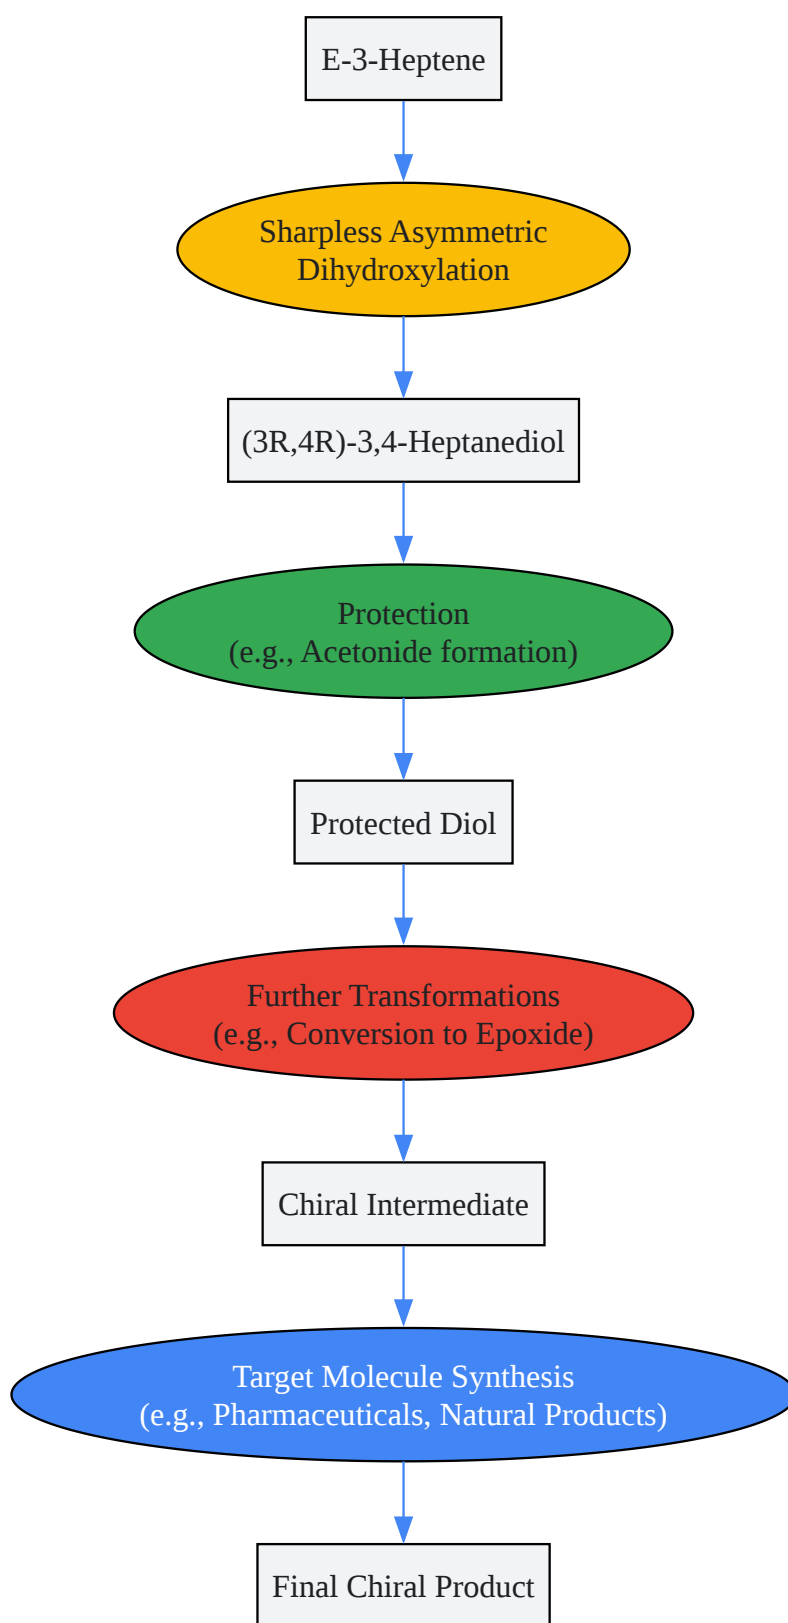 E-3-Heptene
Sharpless Asymmetric
Dihydroxylation
(3R,4R)-3,4-Heptanediol
Protection
(e.g., Acetonide formation)
Protected Diol
Further Transformations
(e.g., Conversion to Epoxide)
Chiral Intermediate
Target Molecule Synthesis
(e.g., Pharmaceuticals, Natural Products)
Final Chiral Product